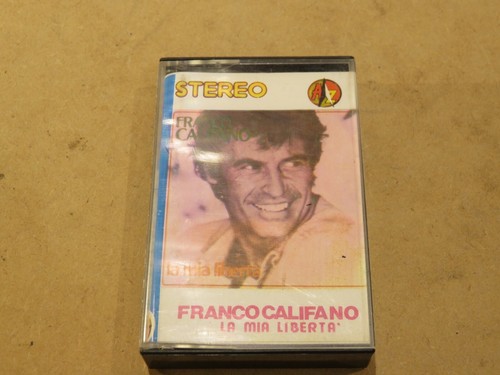 STEREO
FRANCO
CALIFANO
la mia libertà
FRANCO CALIFANO
LA MIA LIBERTA'